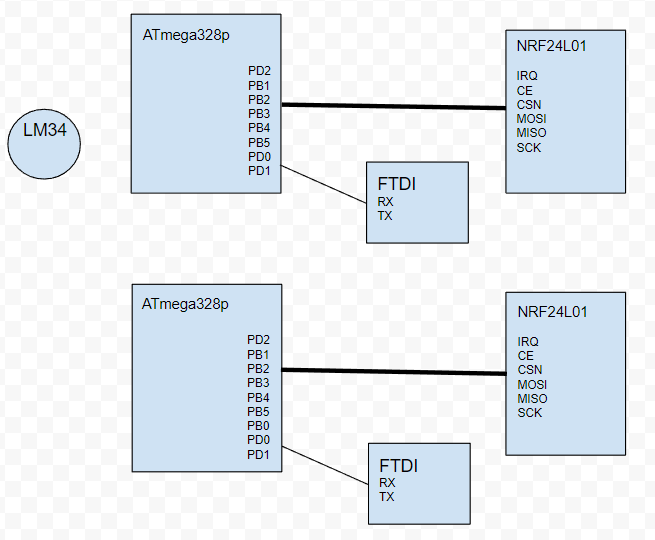 ATmega328p
PD2
PB1
PB2
PB3
PB4
PB5
PD0
PD1
NRF24L01
IRQ
CE
CSN
MOSI
MISO
SCK
LM34
FTDI
RX
TX
ATmega328p
PD2
PB1
PB2
PB3
PB4
PB5
PB0
PD0
PD1
NRF24L01
IRQ
CE
CSN
MOSI
MISO
SCK
FTDI
RX
TX